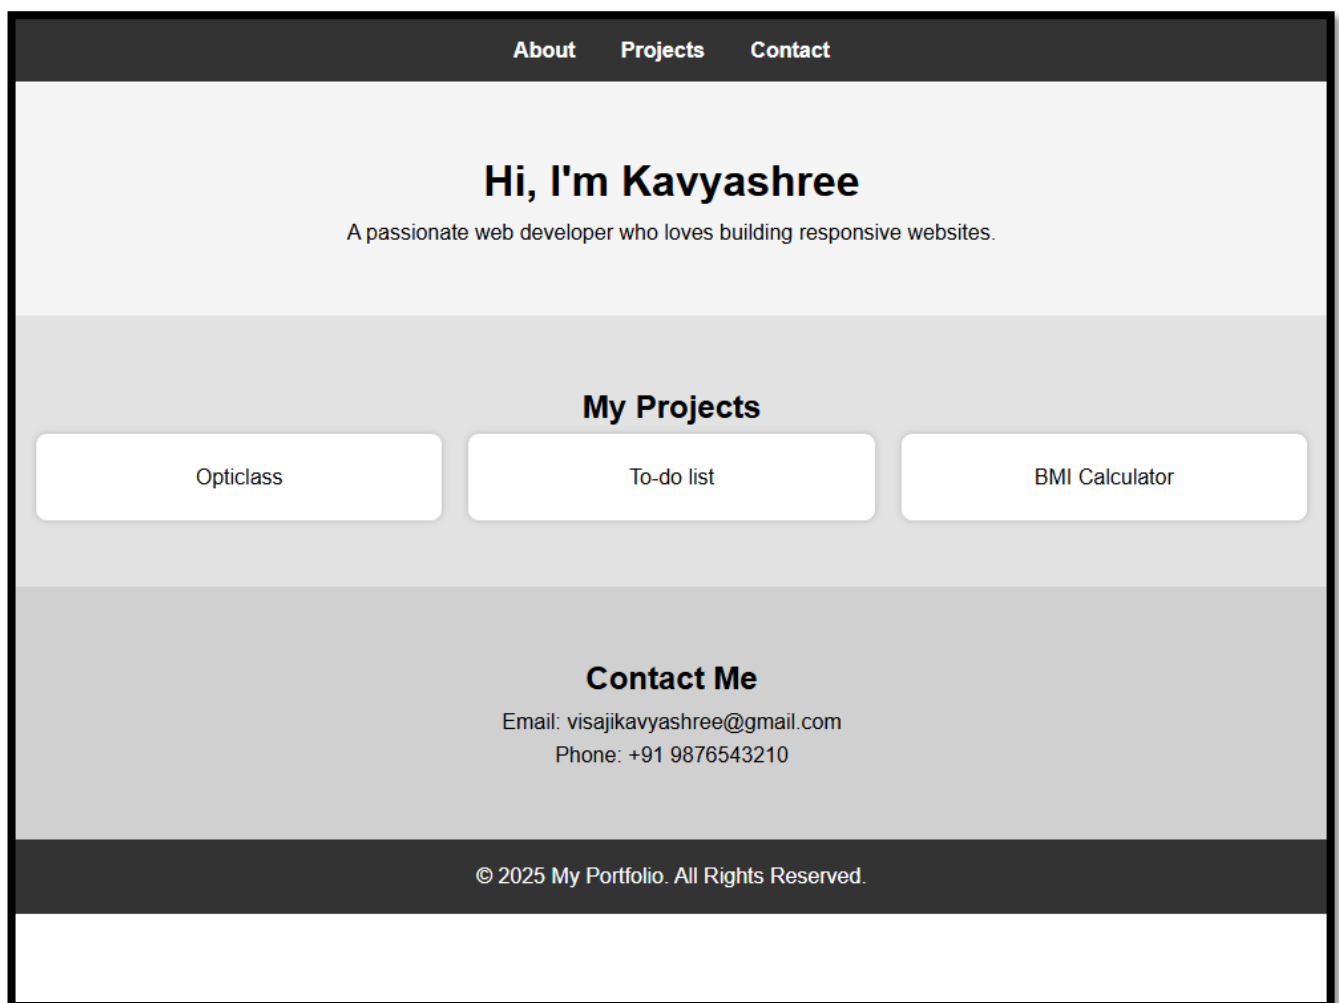 About Projects Contact
Hi, I'm Kavyashree
A passionate web developer who loves building responsive websites.
My Projects
Opticlass
To-do list
BMI Calculator
Contact Me
Email: visajikavyashree@gmail.com
Phone: +91 9876543210
© 2025 My Portfolio. All Rights Reserved.